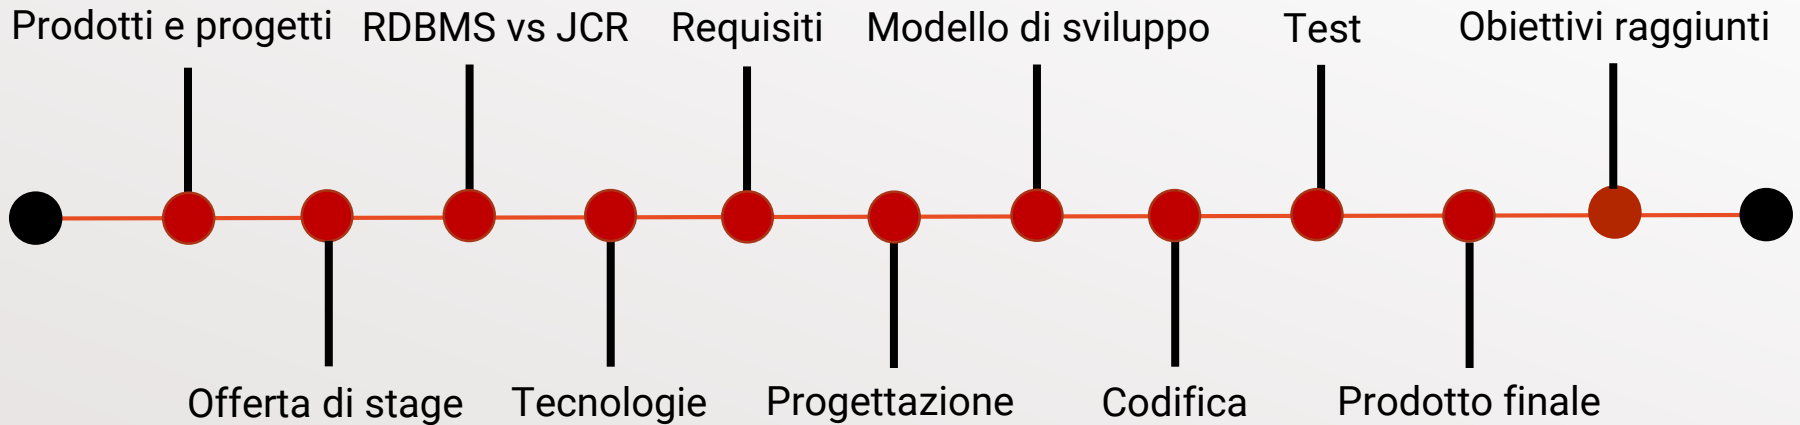 Prodotti e progetti
RDBMS vs JCR
Requisiti
Modello di sviluppo
Test
Obiettivi raggiunti
Offerta di stage
Tecnologie
Progettazione
Codifica
Prodotto finale